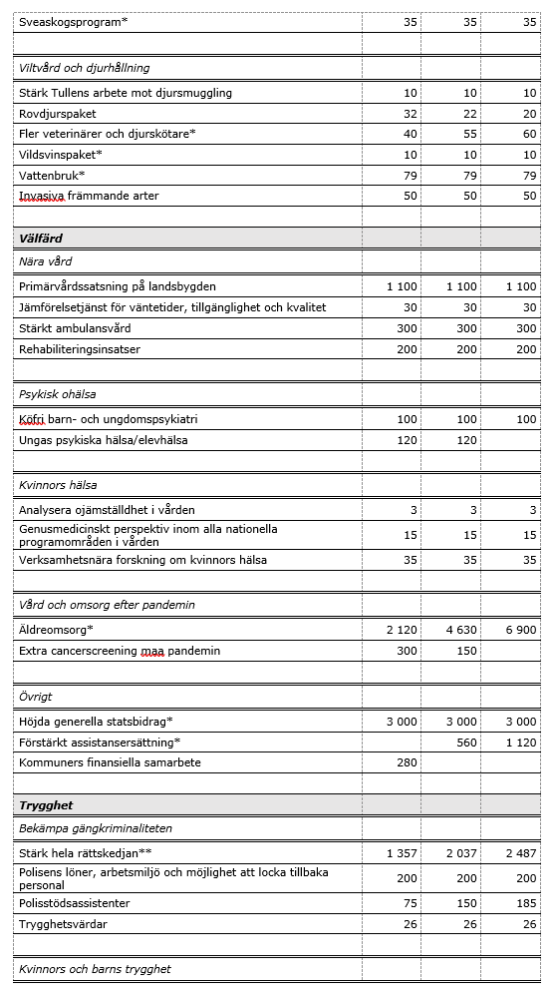 Sveaskogsprogram* 35 35 35
Viltvård och djurhållning
Stärk Tullens arbete mot djursmuggling 10 10 10
Rovdjurspaket 32 22 20
Fler veterinärer och djurskötare* 40 55 60
Vildsvinspaket* 10 10 10
Vattenbruk* 79 79 79
Invasiva främmande arter 50 50 50
Välfärd
Nära vård
Primärvårdssatsning på landsbygden 1 100 1 100 1 100
Jämförelsetjänst för väntetider, tillgänglighet och kvalitet 30 30 30
Stärkt ambulansvård 300 300 300
Rehabiliteringsinsatser 200 200 200
Psykisk ohälsa
Köfri barn- och ungdomspsykiatri 100 100 100
Ungas psykiska hälsa/elevhälsa 120 120
Kvinnors hälsa
Analysera ojämställdhet i vården 3 3 3
Genusmedicinskt perspektiv inom alla nationella
programområden i vården 15 15 15
Verksamhetsnära forskning om kvinnors hälsa 35 35 35
Vård och omsorg efter pandemin
Äldreomsorg* 2 120 4 630 6 900
Extra cancerscreening maa pandemin 300 150
Övrigt
Höjda generella statsbidrag* 3 000 3 000 3 000
Förstärkt assistansersättning* 560 1 120
Kommuners finansiella samarbete 280
Trygghet
Bekämpa gängkriminaliteten
Stärk hela rättskedjan** 1 357 2 037 2 487
Polisens löner, arbetsmiljö och möjlighet att locka tillbaka
personal 200 200 200
Polisstödsassistenter 75 150 185
Trygghetsvärdar 26 26 26
Kvinnors och barns trygghet